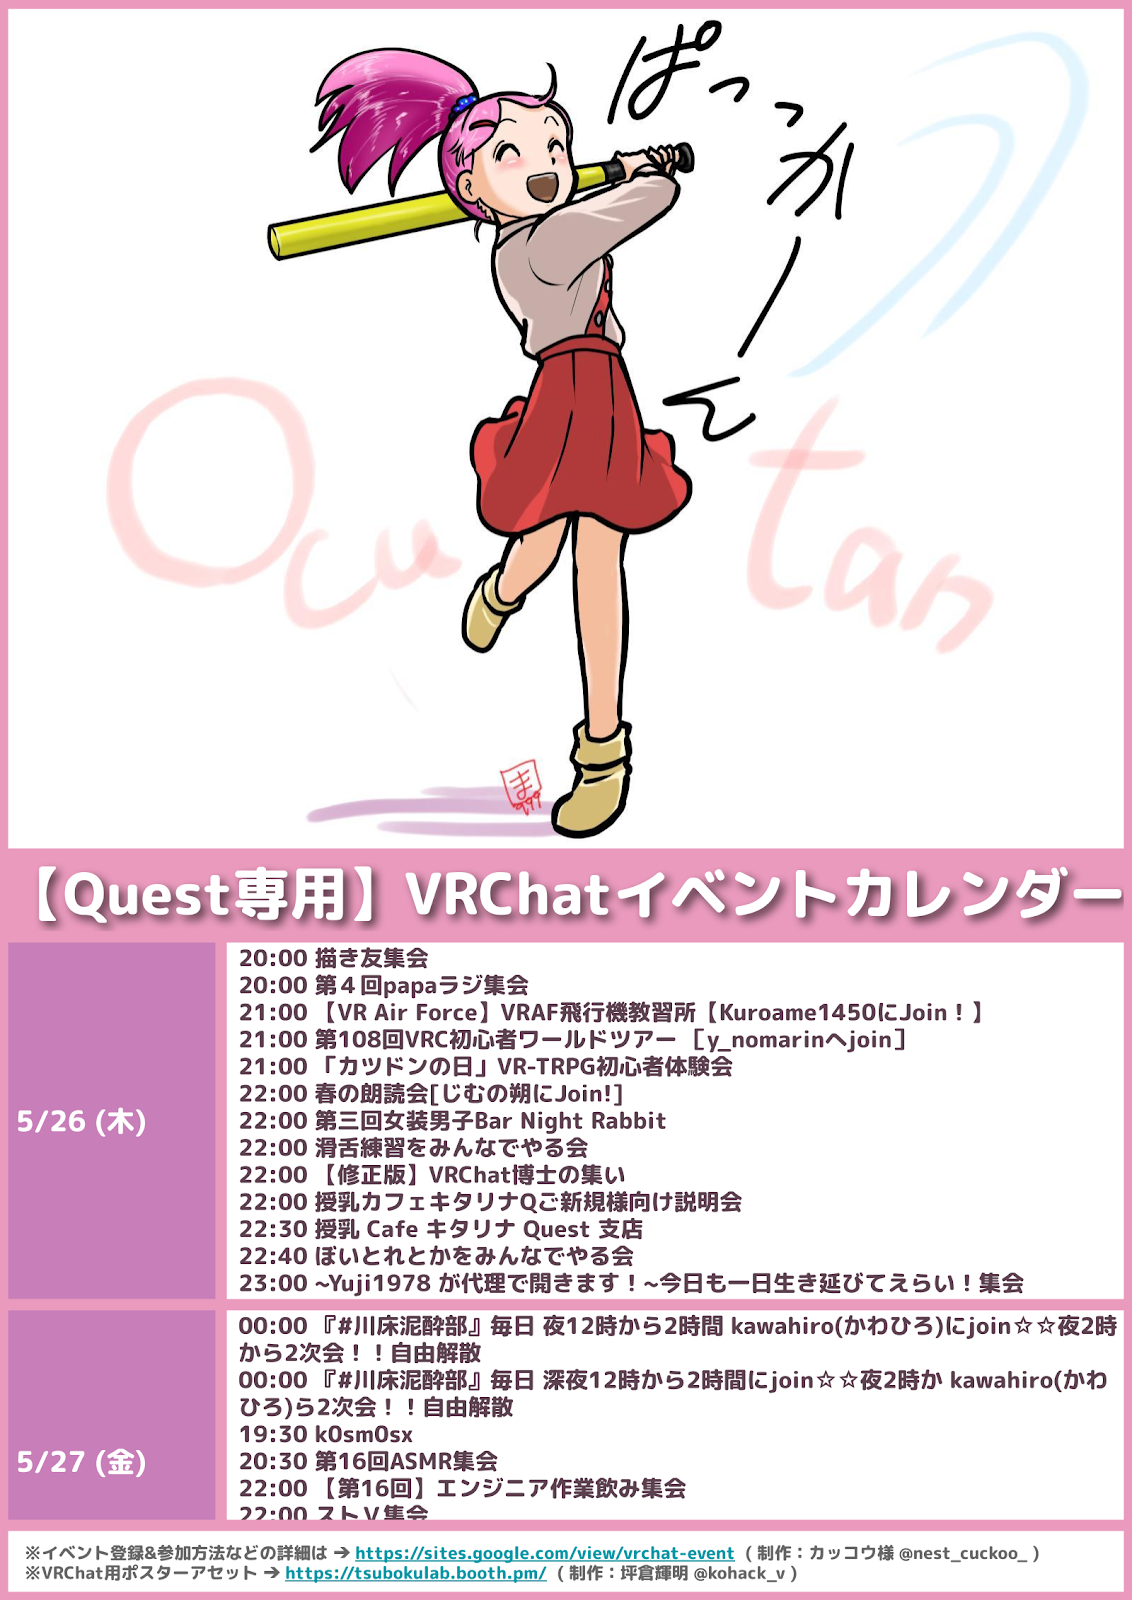 ぱっかーん
Ocu tan
ま
999
【Quest専用】VRChatイベントカレンダー
5/26 (木)
20:00 描き友集会
20:00 第４回papaラジ集会
21:00 【VR Air Force】VRAF飛行機教習所【Kuroame1450にJoin！】
21:00 第108回VRC初心者ワールドツアー ［y_nomarinへjoin］
21:00 「カツドンの日」VR-TRPG初心者体験会
22:00 春の朗読会[じむの朔にJoin!]
22:00 第三回女装男子Bar Night Rabbit
22:00 滑舌練習をみんなでやる会
22:00 【修正版】VRChat博士の集い
22:00 授乳カフェキタリナQご新規様向け説明会
22:30 授乳 Cafe キタリナ Quest 支店
22:40 ぼいとれとかをみんなでやる会
23:00 ~Yuji1978 が代理で開きます！~今日も一日生き延びてえらい！集会
5/27 (金)
00:00 『#川床泥酔部』毎日 夜12時から2時間 kawahiro(かわひろ)にjoin☆☆夜2時
から2次会！！自由解散
00:00 『#川床泥酔部』毎日 深夜12時から2時間にjoin☆☆夜2時か kawahiro(かわ
ひろ)ら2次会！！自由解散
19:30 k0sm0sx
20:30 第16回ASMR集会
22:00 【第16回】エンジニア作業飲み集会
22:00 ストＶ集会
※イベント登録&参加方法などの詳細は ➔ https://sites.google.com/view/vrchat-event （ 制作：カッコウ様 @nest_cuckoo_ ）
※VRChat用ポスターアセット ➔ https://tsubokulab.booth.pm/ （ 制作：坪倉輝明 @kohack_v ）